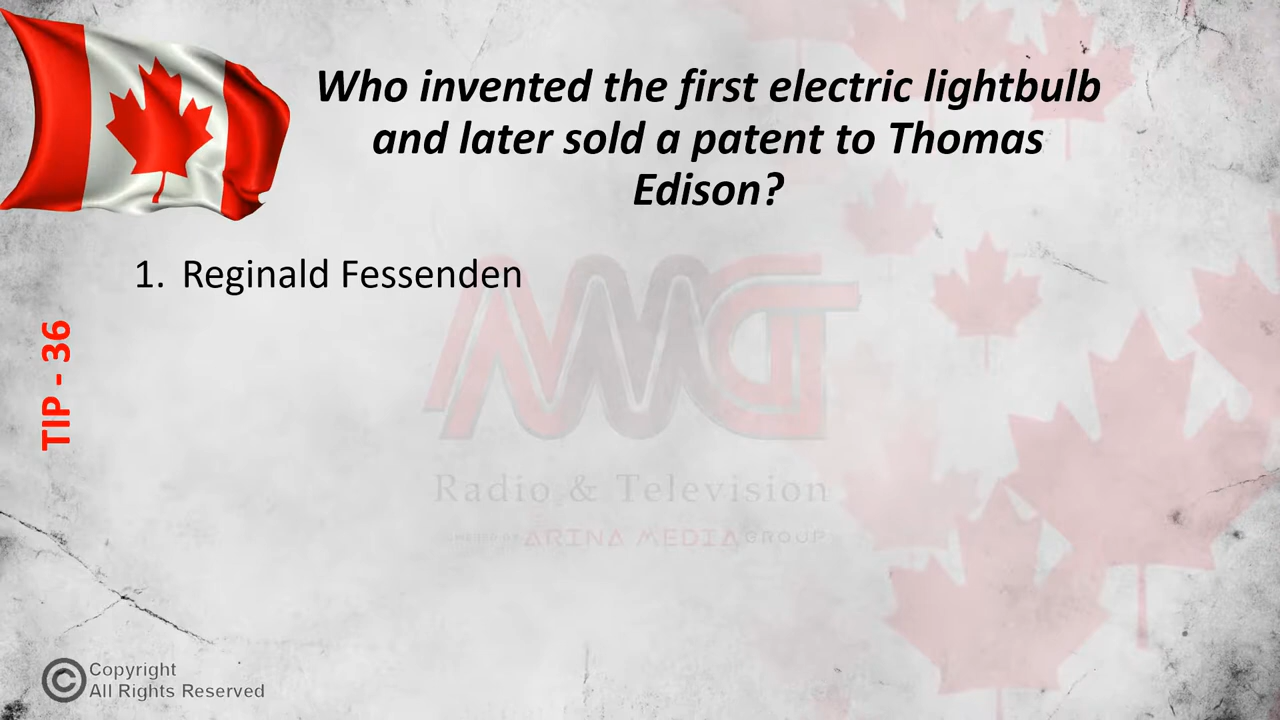 Who invented the first electric lightbulb
and later sold a patent to Thomas
Edison?
1. Reginald Fessenden
TIP - 36
AMG
Radio & Television
ARINA MEDIA GROUP
Copyright
All Rights Reserved